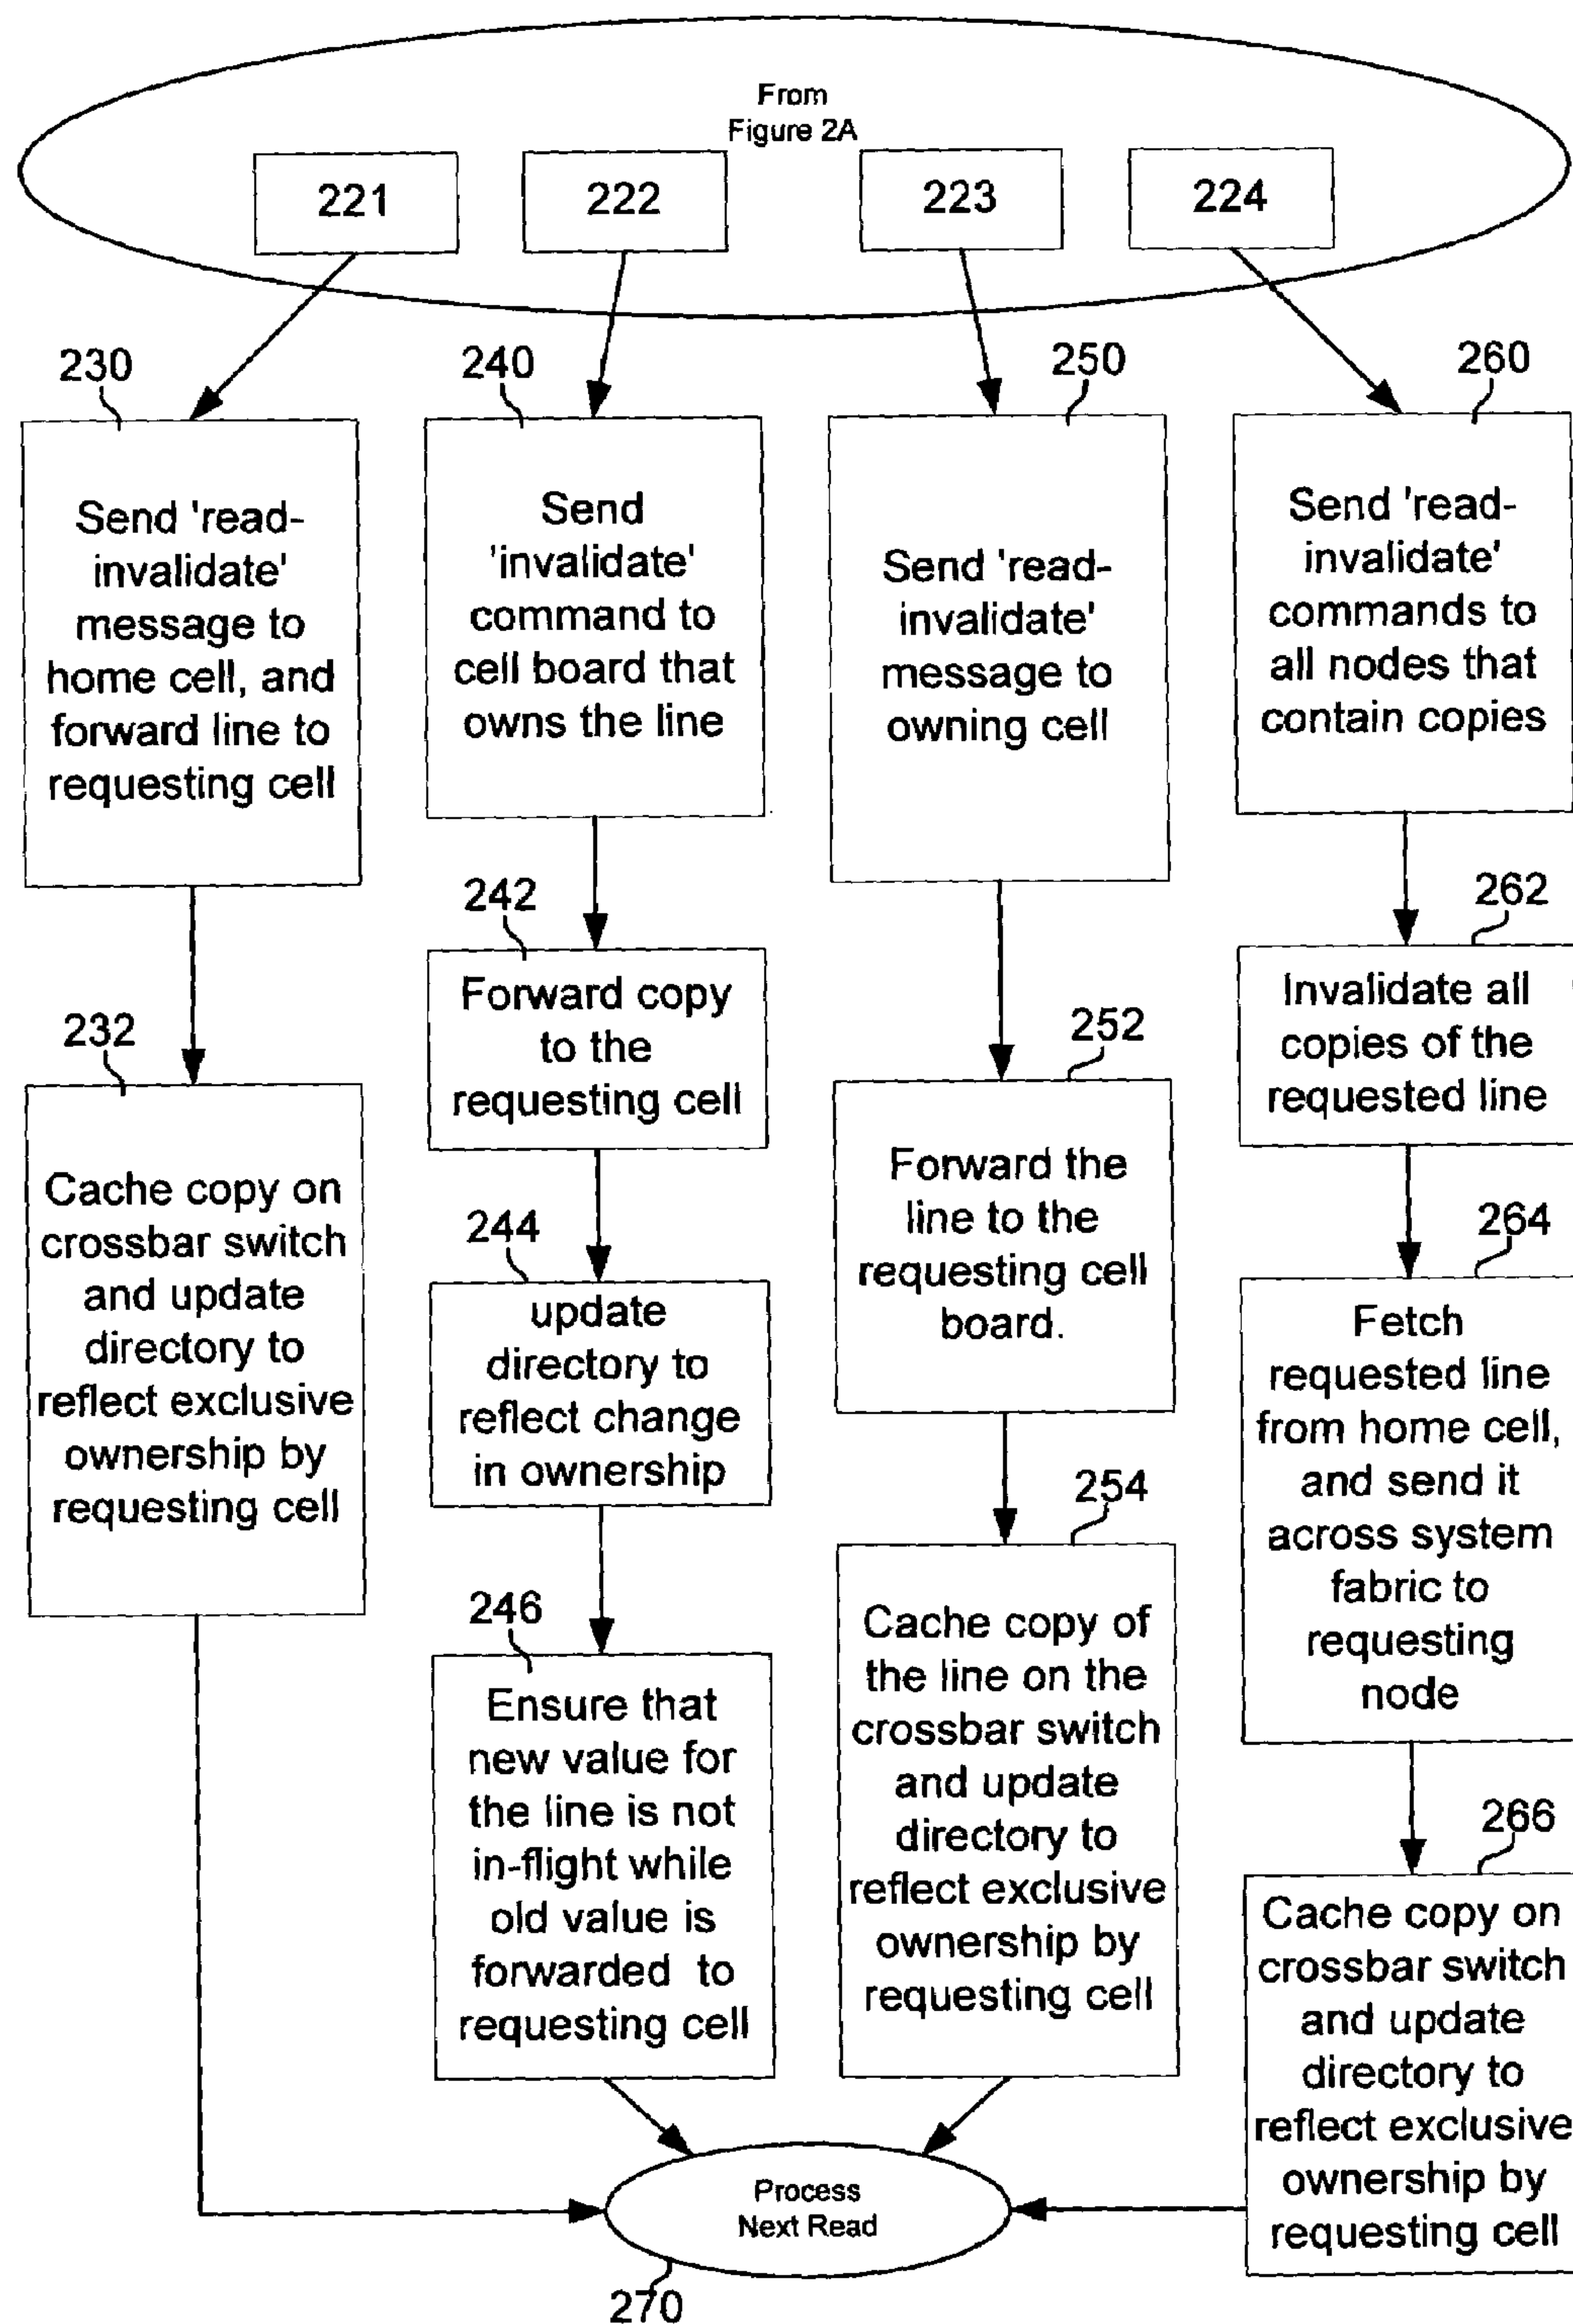 From
Figure 2A
221
222
223
224
230
Send 'read-
invalidate'
message to
home cell, and
forward line to
requesting cell
232
Cache copy on
crossbar switch
and update
directory to
reflect exclusive
ownership by
requesting cell
240
Send
'invalidate'
command to
cell board that
owns the line
242
Forward copy
to the
requesting cell
244
update
directory to
reflect change
in ownership
246
Ensure that
new value for
the line is not
in-flight while
old value is
forwarded to
requesting cell
250
Send 'read-
invalidate'
message to
owning cell
252
Forward the
line to the
requesting cell
board.
254
Cache copy of
the line on the
crossbar switch
and update
directory to
reflect exclusive
ownership by
requesting cell
260
Send 'read-
invalidate'
commands to
all nodes that
contain copies
262
Invalidate all
copies of the
requested line
264
Fetch
requested line
from home cell,
and send it
across system
fabric to
requesting
node
266
Cache copy on
crossbar switch
and update
directory to
reflect exclusive
ownership by
requesting cell
Process
Next Read
270